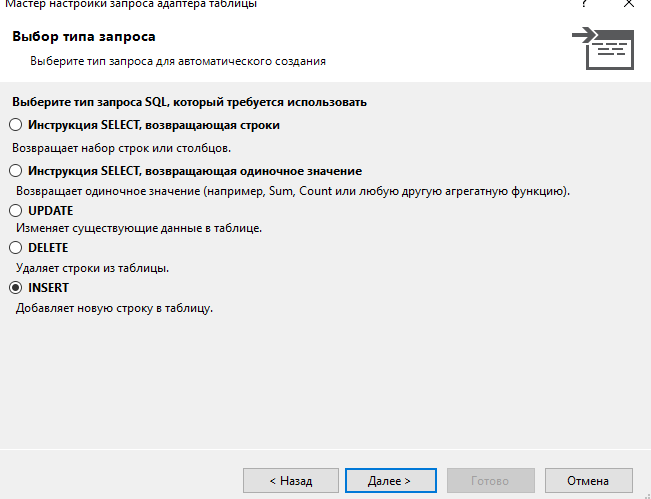 Мастер настройки запроса адаптера таблицы
Выбор типа запроса
Выберите тип запроса для автоматического создания
Выберите тип запроса SQL, который требуется использовать
Инструкция SELECT, возвращающая строки
Возвращает набор строк или столбцов.
Инструкция SELECT, возвращающая одиночное значение
Возвращает одиночное значение (например, Sum, Count или любую другую агрегатную функцию).
UPDATE
Изменяет существующие данные в таблице.
DELETE
Удаляет строки из таблицы.
INSERT
Добавляет новую строку в таблицу.
< Назад Далее > Готово Отмена